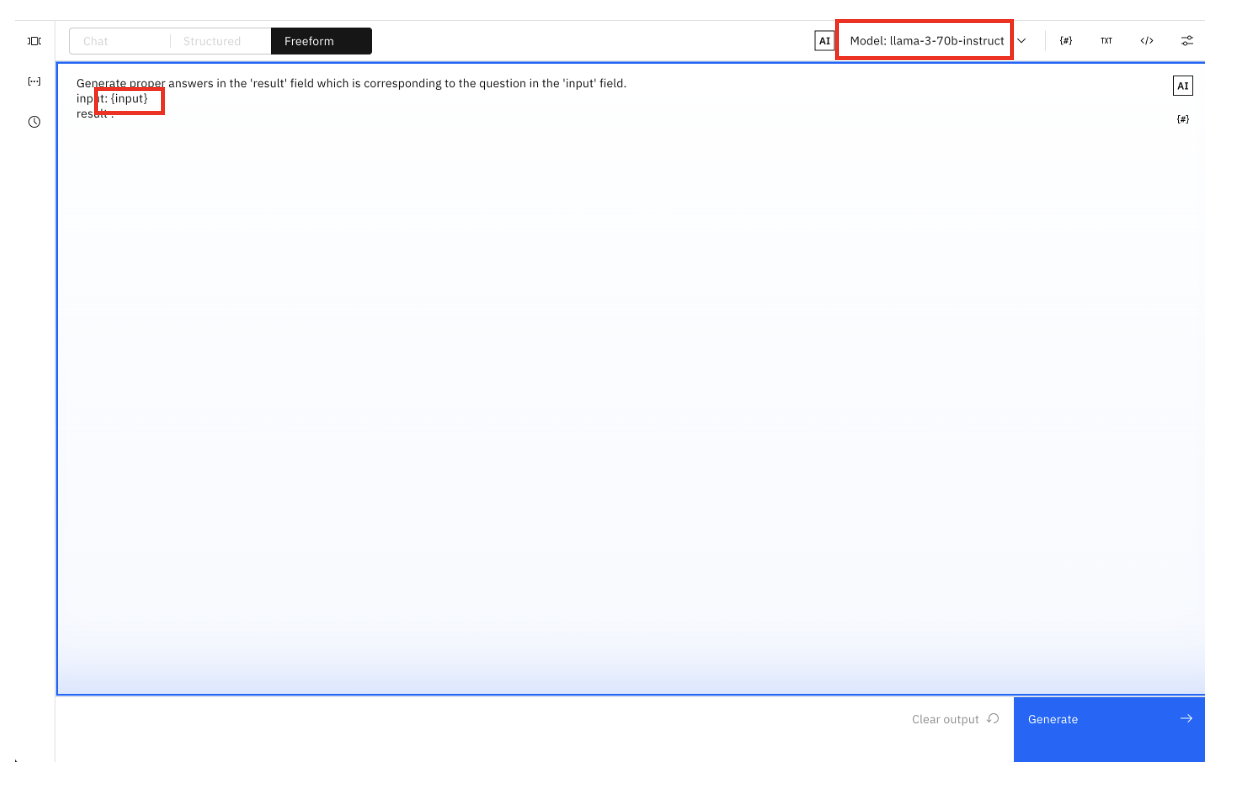 Chat
Structured
Freeform
AI
Model: llama-3-70b-instruct
{#}
TXT
</>
[...]
Generate proper answers in the 'result' field which is corresponding to the question in the 'input' field.
input: {input}
result :
AI
{#}
Clear output
Generate